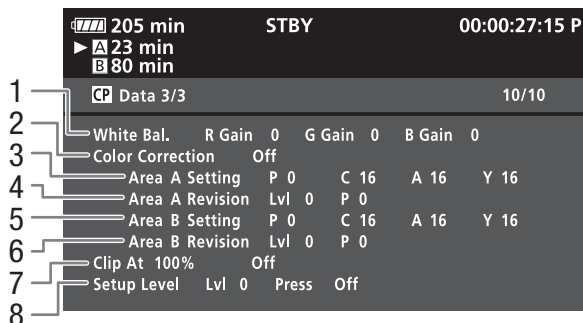 205 min STBY 00:00:27:15 P
A 23 min
B 80 min
CP Data 3/3 10/10
1 White Bal. R Gain 0 G Gain 0 B Gain 0
2 Color Correction Off
3 Area A Setting P 0 C 16 A 16 Y 16
4 Area A Revision Lvl 0 P 0
5 Area B Setting P 0 C 16 A 16 Y 16
6 Area B Revision Lvl 0 P 0
7 Clip At 100% Off
8 Setup Level Lvl 0 Press Off